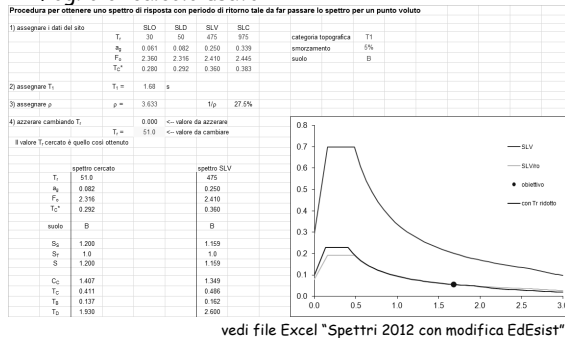 Procedura per ottenere uno spettro di risposta con periodo di ritorno tale da far passare lo spettro per un punto voluto
1) assegnare i dati del sito SLO SLD SLV SLC
Tr 30 50 475 975 categoria topografica T1
ag 0.061 0.082 0.250 0.339 smorzamento 5%
Fo 2.360 2.316 2.410 2.445 suolo B
TC* 0.280 0.292 0.360 0.383
2) assegnare T1 T1 = 1.68 s
3) assegnare ρ ρ = 3.633 1/ρ 27.5%
4) azzerare cambiando Tr 0.000 <-- valore da azzerare
Tr = 51.0 <-- valore da cambiare
Il valore Tr cercato è quello così ottenuto
spettro cercato spettro SLV
Tr 51.0 475
ag 0.082 0.250
Fo 2.316 2.410
TC* 0.292 0.360
suolo B B
SS 1.200 1.159
ST 1.0 1.0
S 1.200 1.159
CC 1.407 1.349
TC 0.411 0.486
TB 0.137 0.162
TD 1.930 2.600
0.8
0.7
0.6
0.5
0.4
0.3
0.2
0.1
0.0
0.0 0.5 1.0 1.5 2.0 2.5 3.0
SLV
SLV/ro
obiettivo
con Tr ridotto
vedi file Excel "Spettri 2012 con modifica EdEsist"